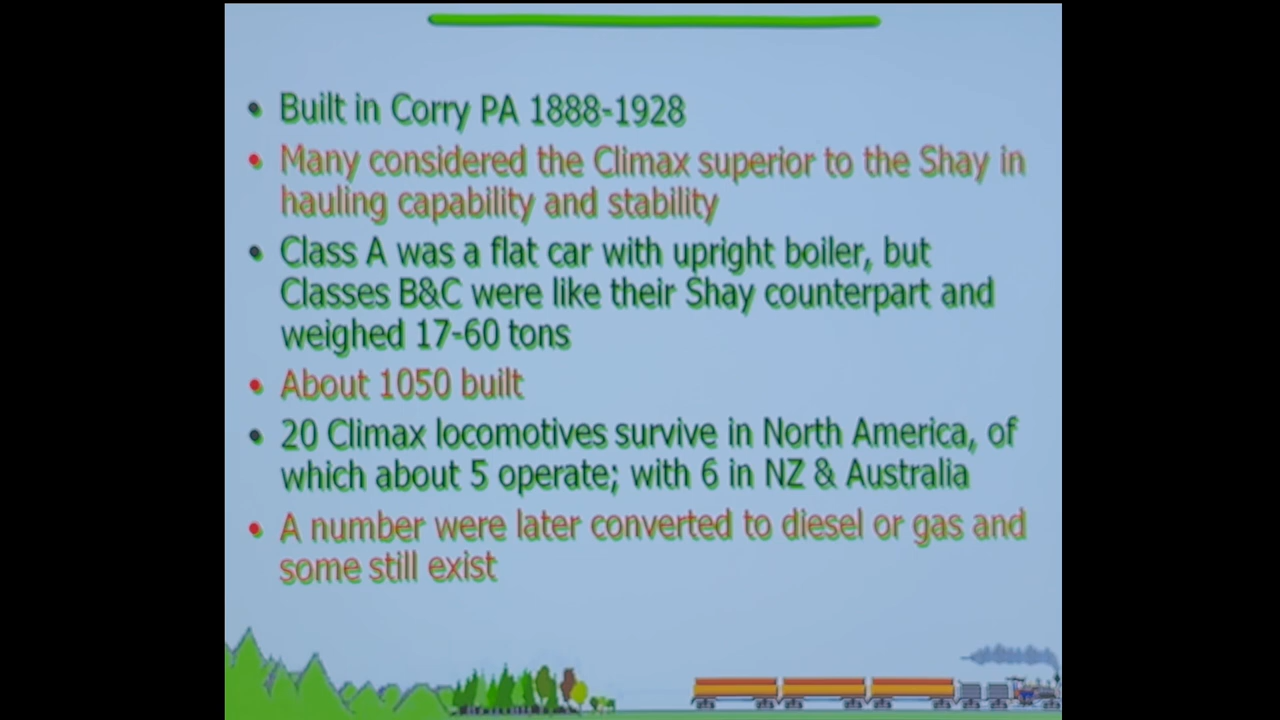 • Built in Corry PA 1888-1928
• Many considered the Climax superior to the Shay in
hauling capability and stability
• Class A was a flat car with upright boiler, but
Classes B&C were like their Shay counterpart and
weighed 17-60 tons
• About 1050 built
• 20 Climax locomotives survive in North America, of
which about 5 operate; with 6 in NZ & Australia
• A number were later converted to diesel or gas and
some still exist